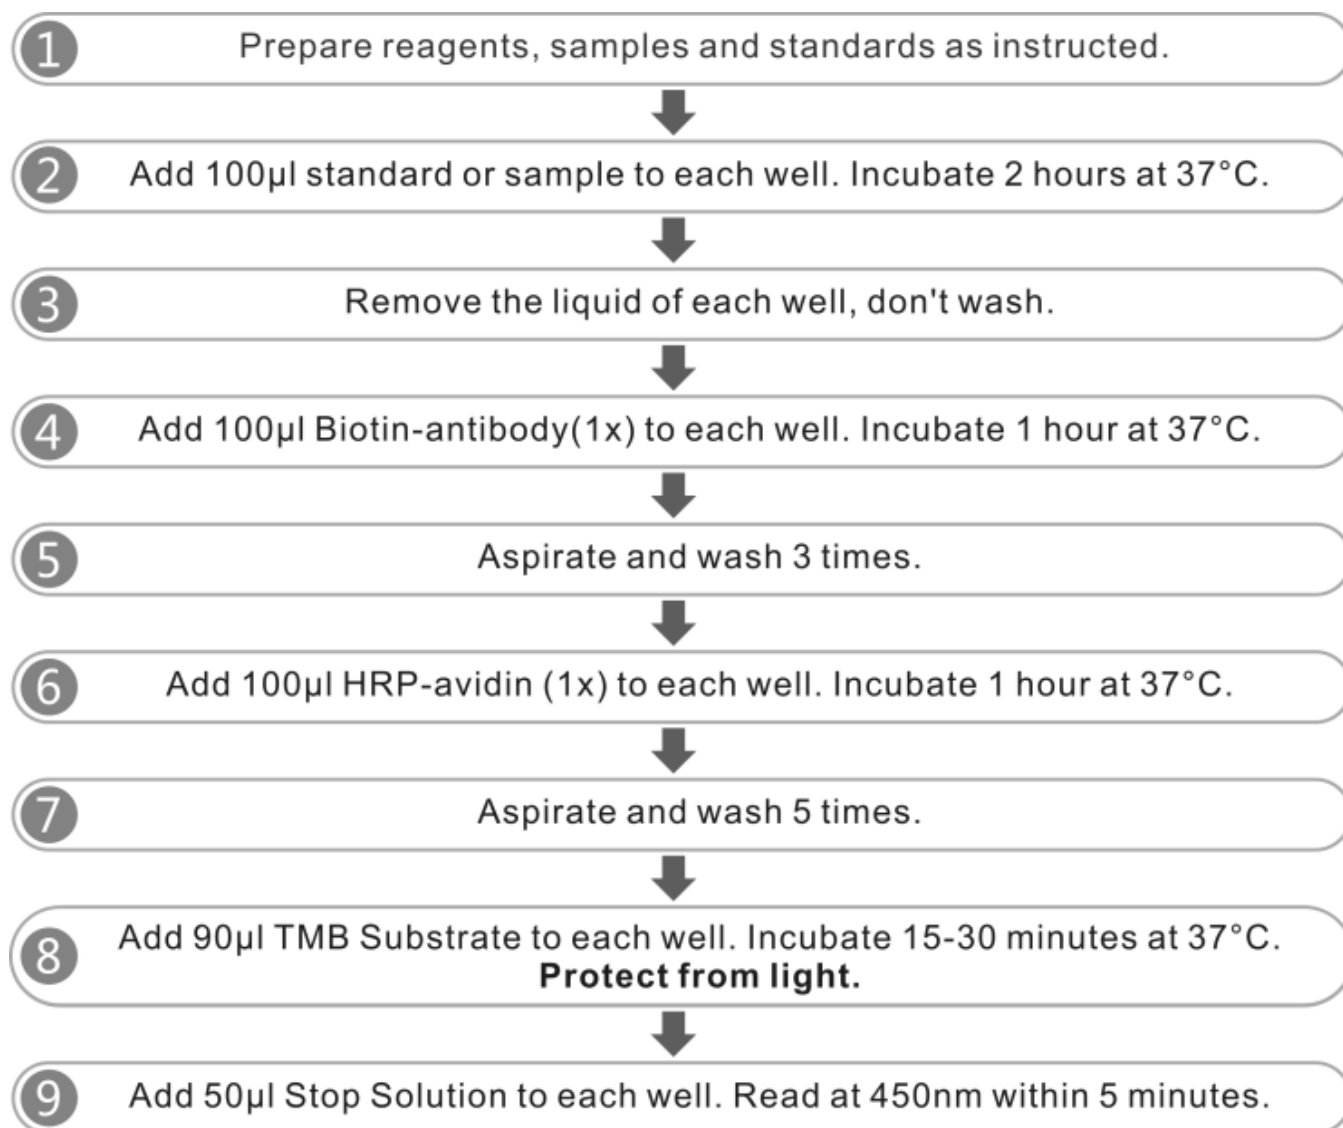 1 Prepare reagents, samples and standards as instructed.
2 Add 100µl standard or sample to each well. Incubate 2 hours at 37°C.
3 Remove the liquid of each well, don't wash.
4 Add 100µl Biotin-antibody(1x) to each well. Incubate 1 hour at 37°C.
5 Aspirate and wash 3 times.
6 Add 100µl HRP-avidin (1x) to each well. Incubate 1 hour at 37°C.
7 Aspirate and wash 5 times.
8 Add 90µl TMB Substrate to each well. Incubate 15-30 minutes at 37°C.
Protect from light.
9 Add 50µl Stop Solution to each well. Read at 450nm within 5 minutes.